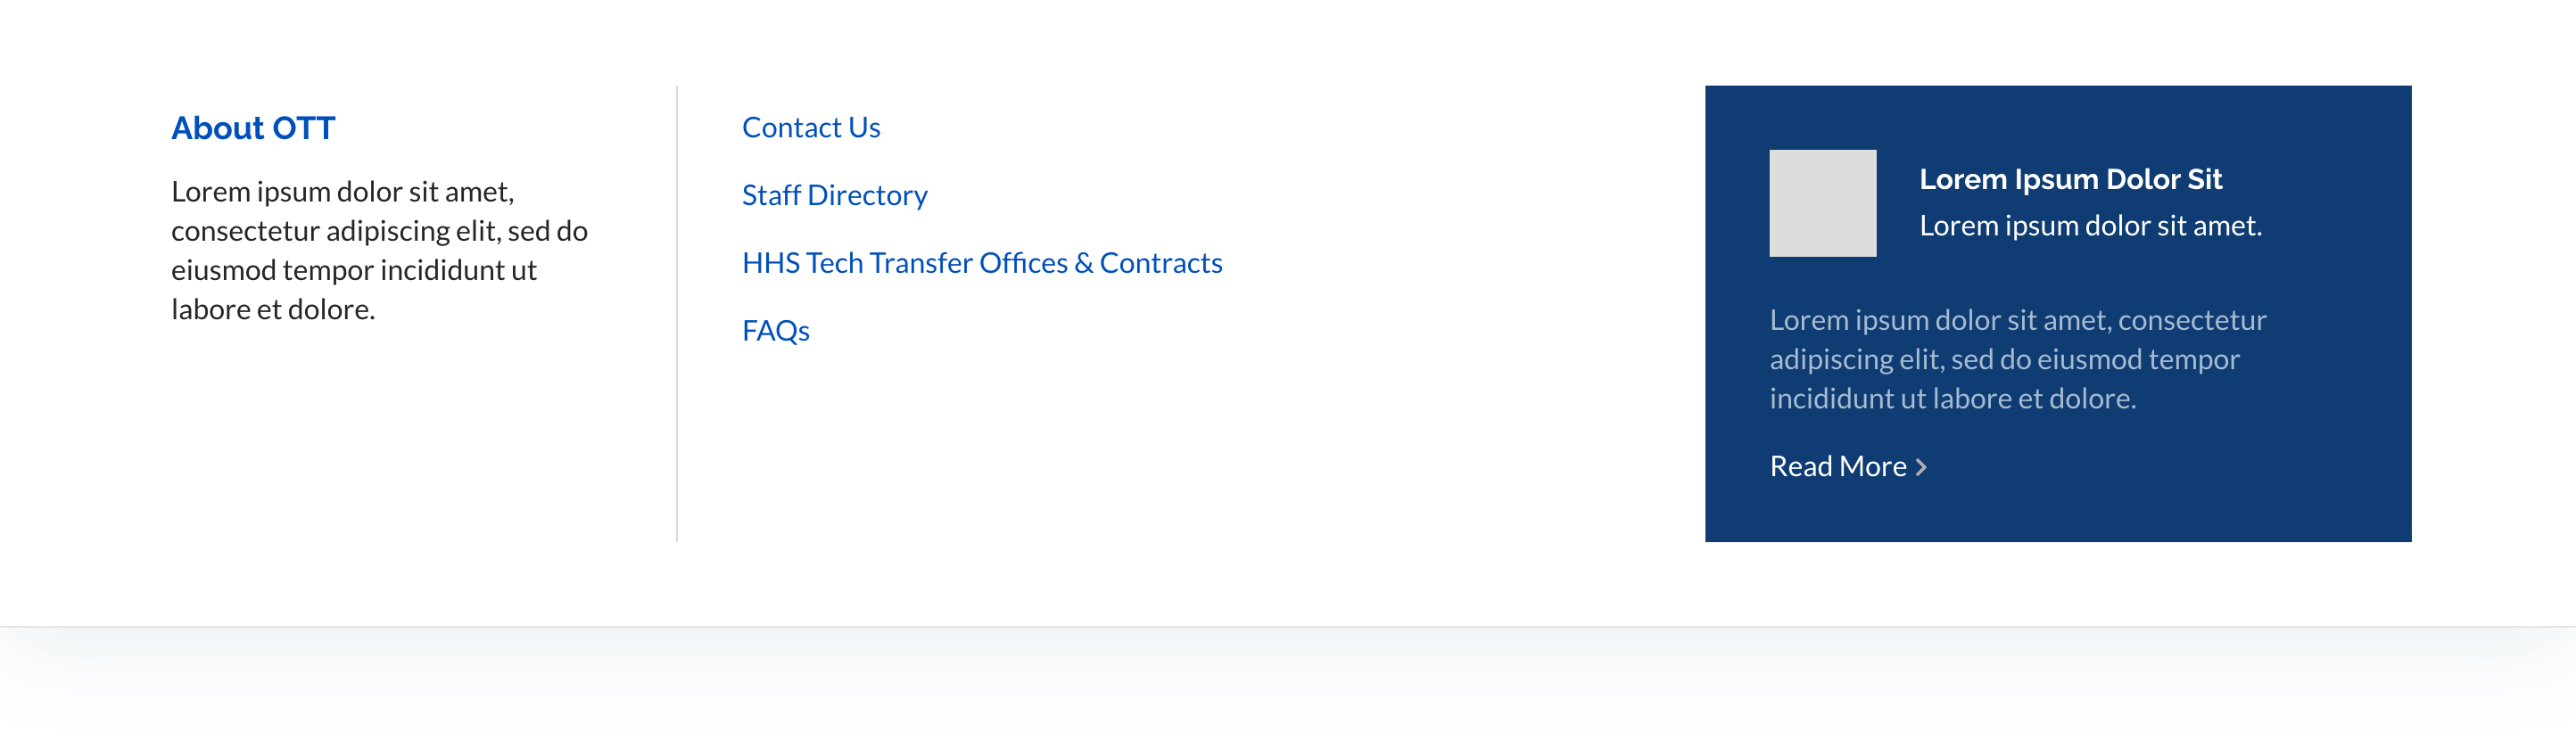 About OTT
Lorem ipsum dolor sit amet,
consectetur adipiscing elit, sed do
eiusmod tempor incididunt ut
labore et dolore.
Contact Us
Staff Directory
HHS Tech Transfer Offices & Contracts
FAQs
Lorem Ipsum Dolor Sit
Lorem ipsum dolor sit amet.
Lorem ipsum dolor sit amet, consectetur
adipiscing elit, sed do eiusmod tempor
incididunt ut labore et dolore.
Read More